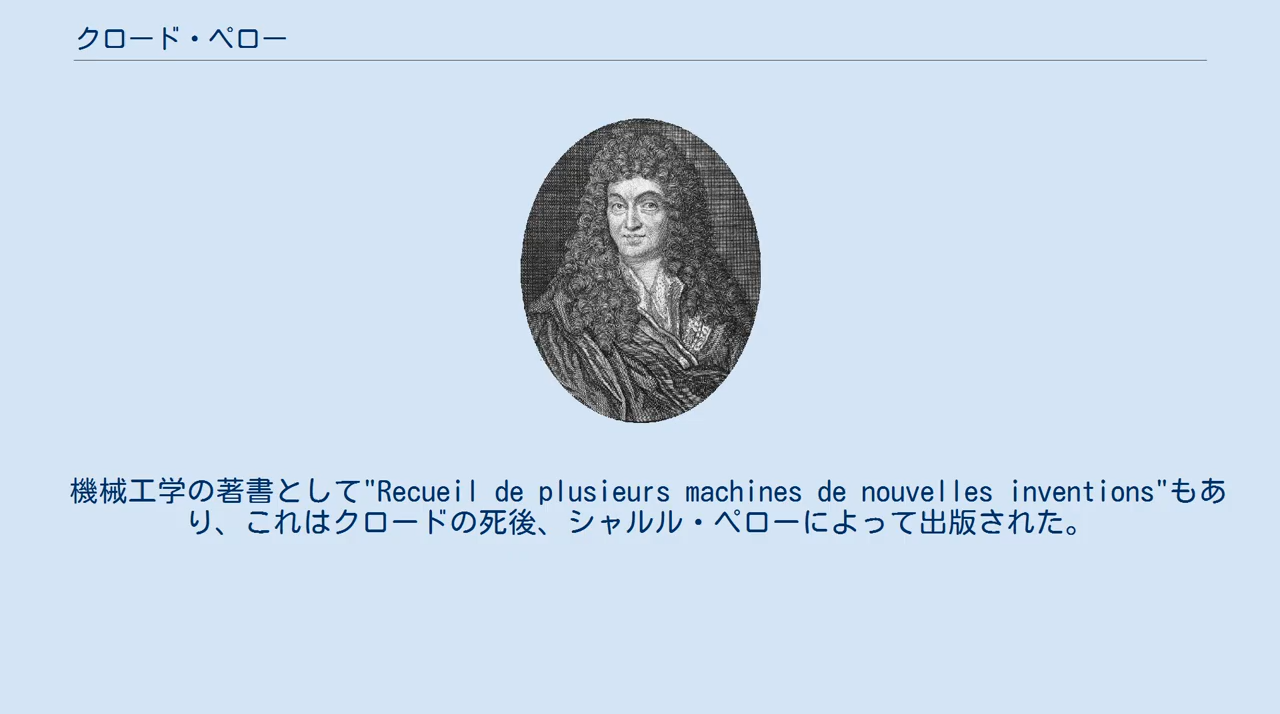 クロード・ペロー
機械工学の著書として"Recueil de plusieurs machines de nouvelles inventions"もあ
り、これはクロードの死後、シャルル・ペローによって出版された。